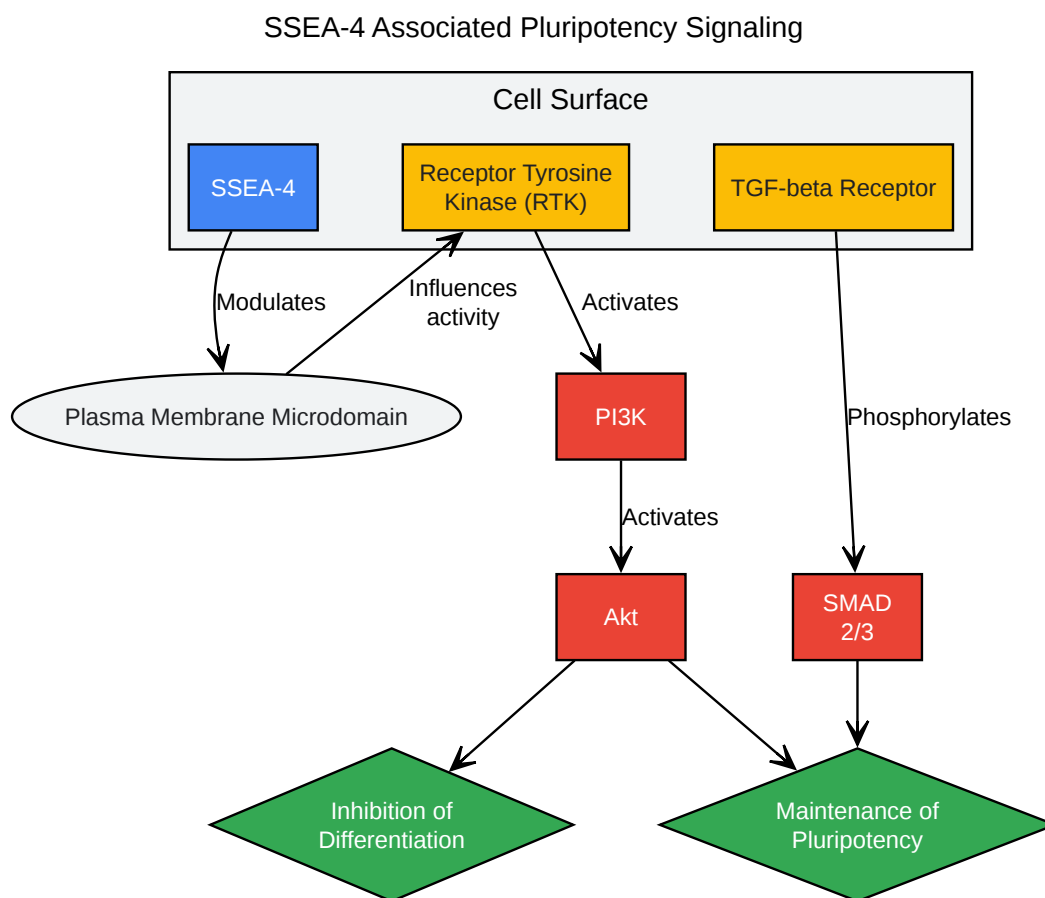 SSEA-4 Associated Pluripotency Signaling
Cell Surface
SSEA-4
Receptor Tyrosine
Kinase (RTK)
TGF-beta Receptor
Modulates
Influences
activity
Activates
Plasma Membrane Microdomain
PI3K
Phosphorylates
Activates
Akt
SMAD
2/3
Inhibition of
Differentiation
Maintenance of
Pluripotency